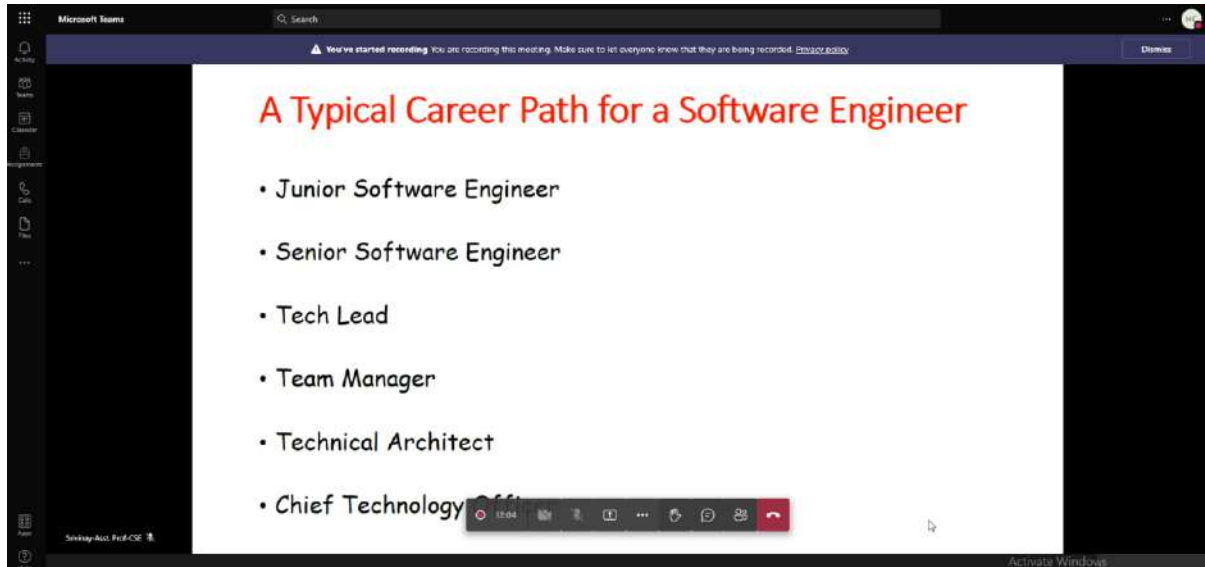 Microsoft Teams
Search
You've started recording You are recording this meeting. Make sure to let everyone know that they are being recorded. Privacy policy
Dismiss
Activity
Teams
Calendar
Assignments
Calls
Files
A Typical Career Path for a Software Engineer
• Junior Software Engineer
• Senior Software Engineer
• Tech Lead
• Team Manager
• Technical Architect
• Chief Technology
12:04
Apps
Activate Windows